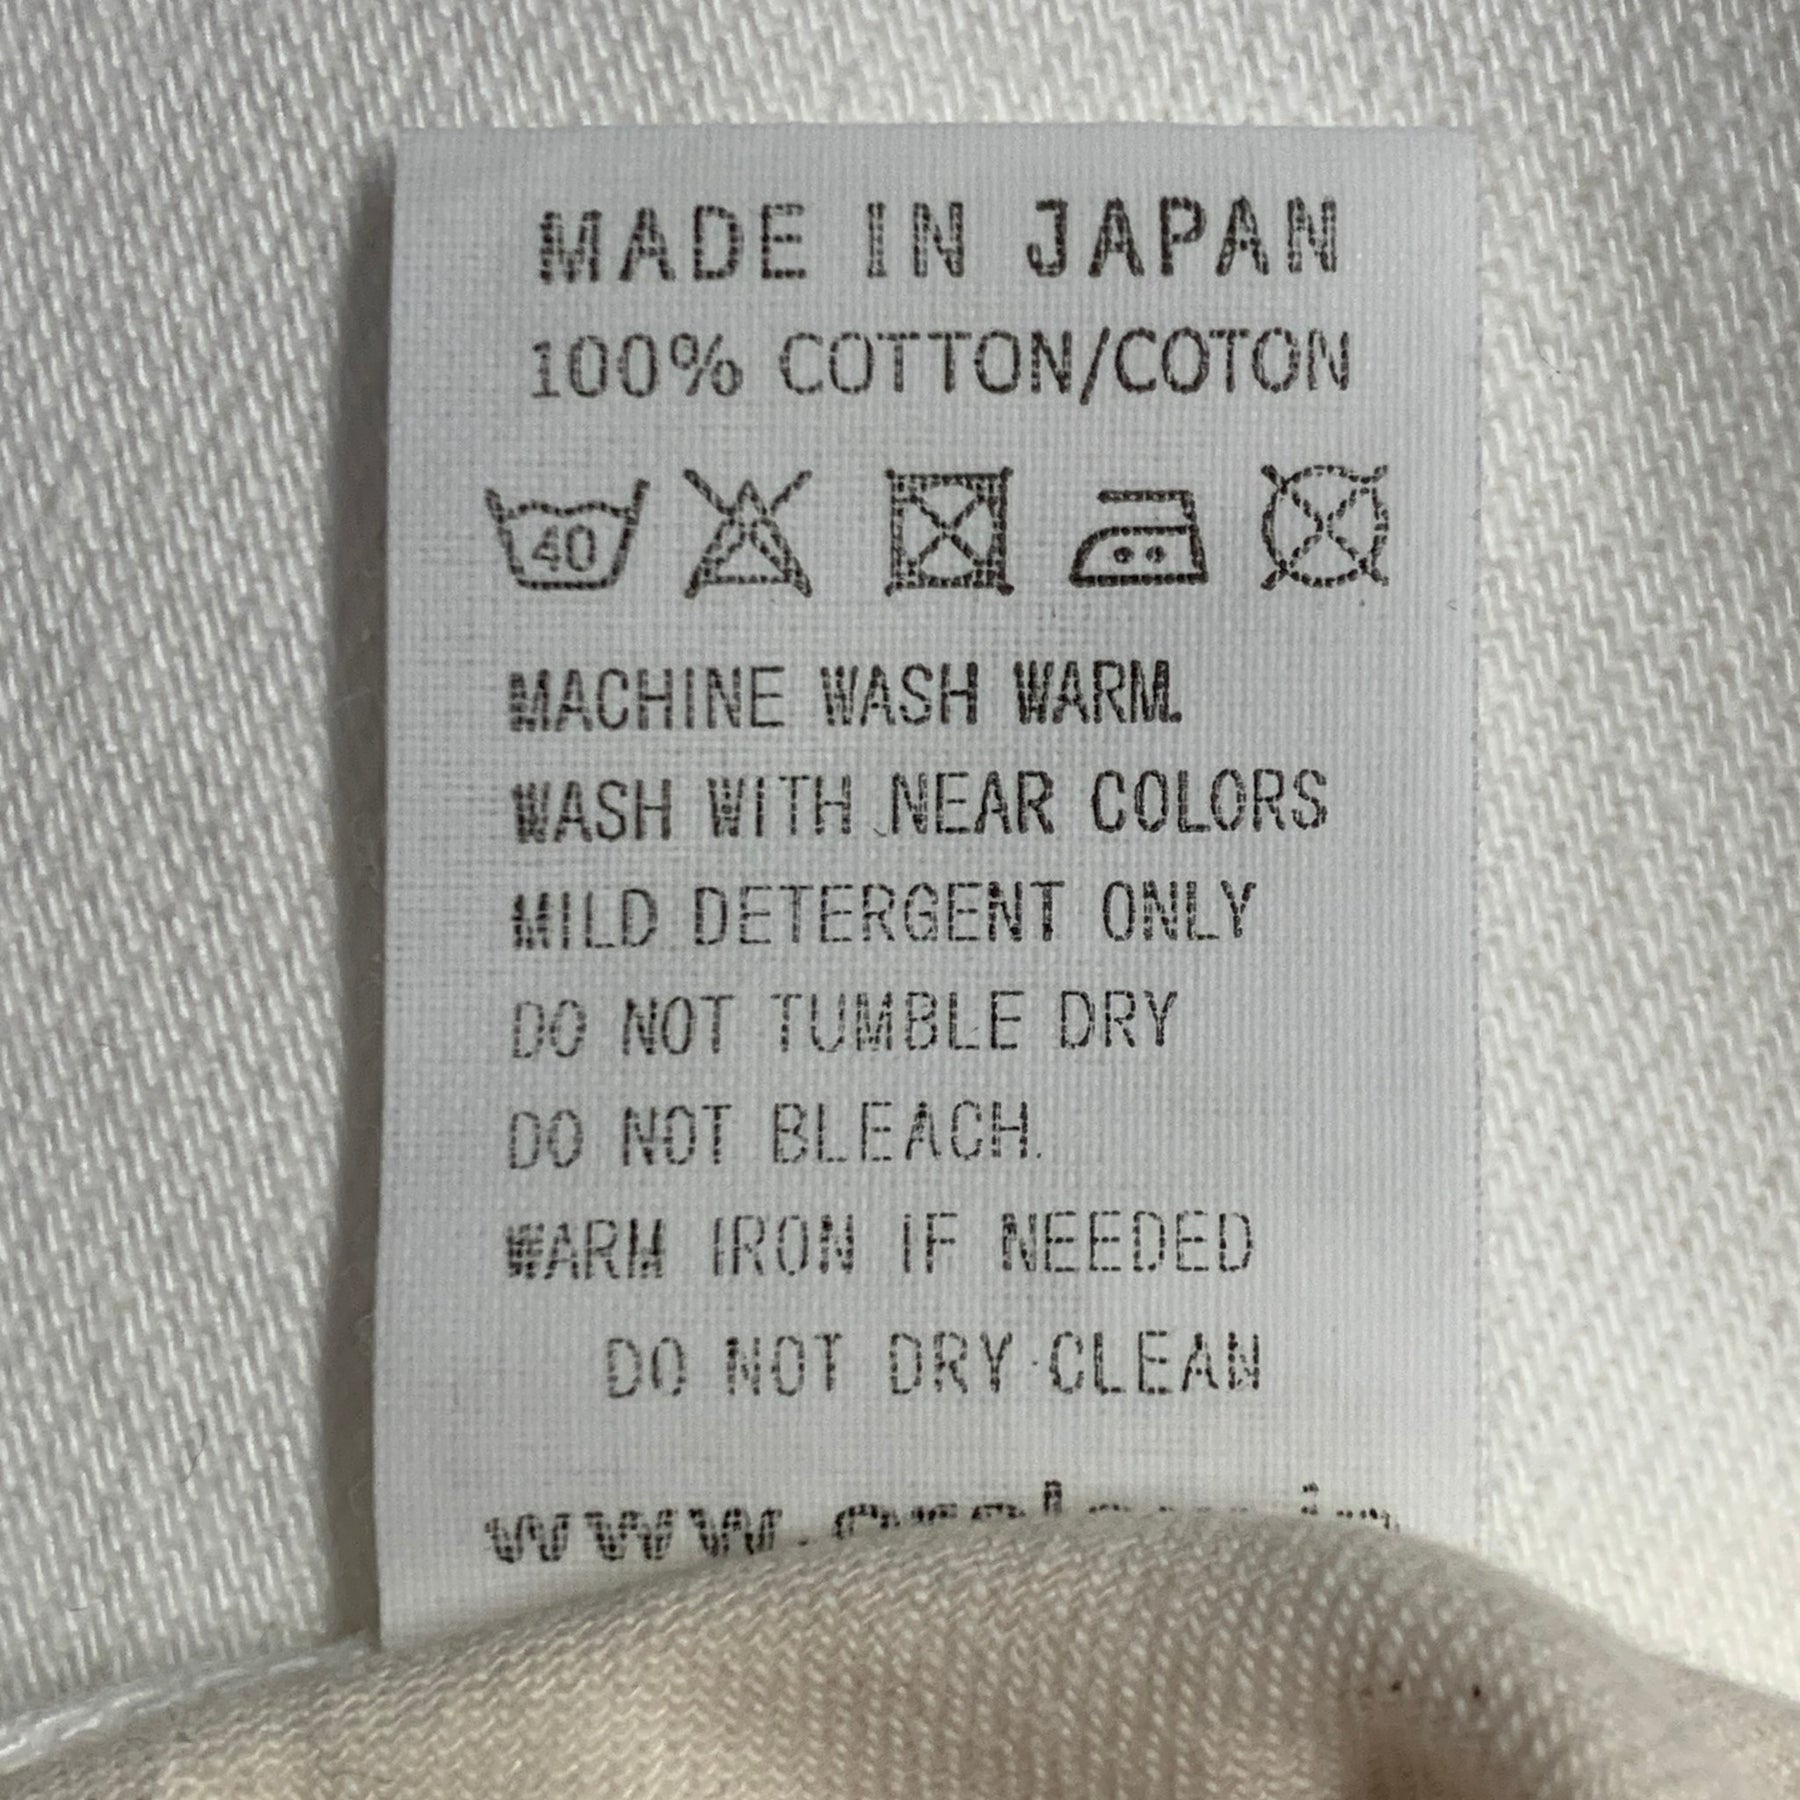 MADE IN JAPAN
100% COTTON/COTON
40
MACHINE WASH WARM.
WASH WITH NEAR COLORS
MILD DETERGENT ONLY
DO NOT TUMBLE DRY
DO NOT BLEACH.
WARM IRON IF NEEDED
DO NOT DRY CLEAN